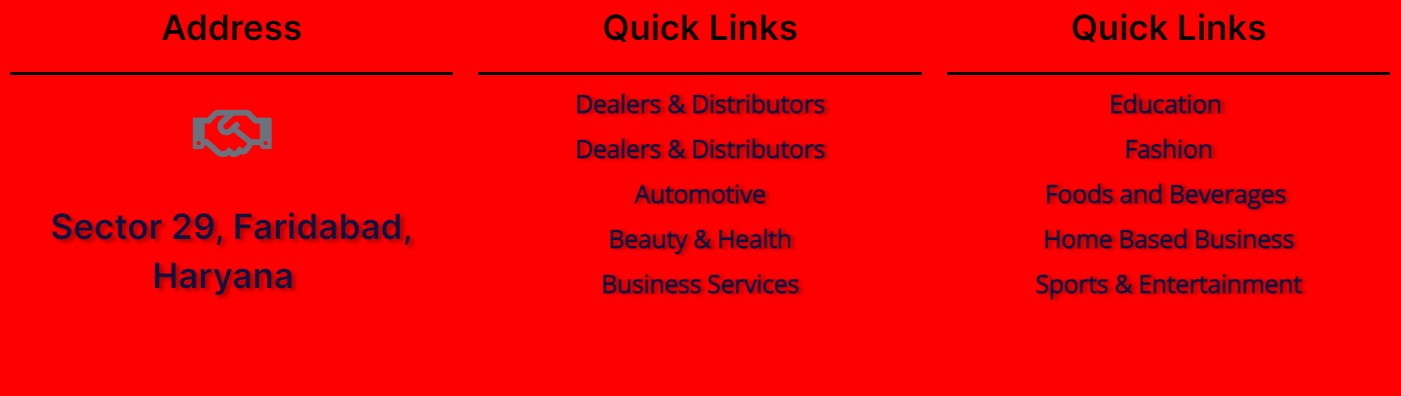 Address
Sector 29, Faridabad,
Haryana
Quick Links
Dealers & Distributors
Dealers & Distributors
Automotive
Beauty & Health
Business Services
Quick Links
Education
Fashion
Foods and Beverages
Home Based Business
Sports & Entertainment